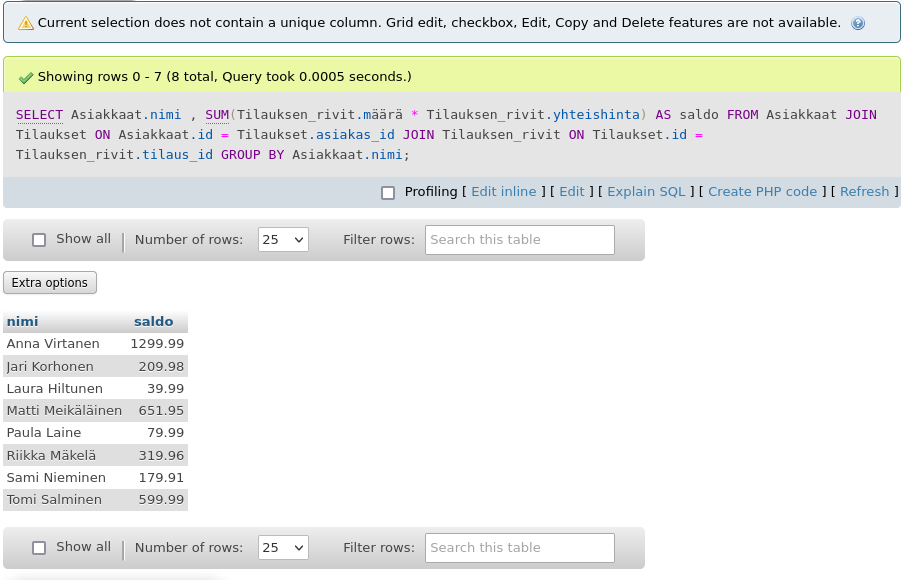 Current selection does not contain a unique column. Grid edit, checkbox, Edit, Copy and Delete features are not available.
Showing rows 0 - 7 (8 total, Query took 0.0005 seconds.)
SELECT Asiakkaat.nimi , SUM(Tilauksen_rivit.määrä * Tilauksen_rivit.yhteishinta) AS saldo FROM Asiakkaat JOIN
Tilaukset ON Asiakkaat.id = Tilaukset.asiakas_id JOIN Tilauksen_rivit ON Tilaukset.id =
Tilauksen_rivit.tilaus_id GROUP BY Asiakkaat.nimi;
Profiling [ Edit inline ] [ Edit ] [ Explain SQL ] [ Create PHP code ] [ Refresh ]
Show all Number of rows: 25 Filter rows: Search this table
Extra options
nimi saldo
Anna Virtanen 1299.99
Jari Korhonen 209.98
Laura Hiltunen 39.99
Matti Meikäläinen 651.95
Paula Laine 79.99
Riikka Mäkelä 319.96
Sami Nieminen 179.91
Tomi Salminen 599.99
Show all Number of rows: 25 Filter rows: Search this table